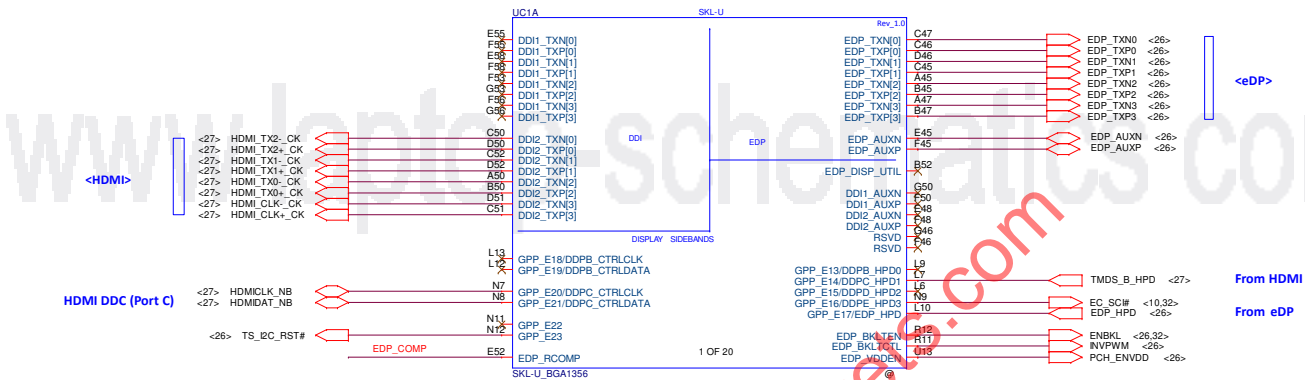 UC1A
SKL-U
Rev_1.0
E55 DDI1_TXN[0]
F55 DDI1_TXP[0]
E58 DDI1_TXN[1]
F58 DDI1_TXP[1]
F53 DDI1_TXN[2]
G53 DDI1_TXP[2]
F56 DDI1_TXN[3]
G56 DDI1_TXP[3]
<HDMI>
<27> HDMI_TX2-_CK C50 DDI2_TXN[0]
<27> HDMI_TX2+_CK D50 DDI2_TXP[0]
<27> HDMI_TX1-_CK C52 DDI2_TXN[1]
<27> HDMI_TX1+_CK D52 DDI2_TXP[1]
<27> HDMI_TX0-_CK A50 DDI2_TXN[2]
<27> HDMI_TX0+_CK B50 DDI2_TXP[2]
<27> HDMI_CLK-_CK D51 DDI2_TXN[3]
<27> HDMI_CLK+_CK C51 DDI2_TXP[3]
DDI
EDP
DISPLAY SIDEBANDS
EDP_TXN[0] C47 EDP_TXN0 <26>
EDP_TXP[0] C46 EDP_TXP0 <26>
EDP_TXN[1] D46 EDP_TXN1 <26>
EDP_TXP[1] C45 EDP_TXP1 <26>
EDP_TXN[2] A45 EDP_TXN2 <26>
EDP_TXP[2] B45 EDP_TXP2 <26>
EDP_TXN[3] A47 EDP_TXN3 <26>
EDP_TXP[3] B47 EDP_TXP3 <26>
<eDP>
EDP_AUXN E45 EDP_AUXN <26>
EDP_AUXP F45 EDP_AUXP <26>
EDP_DISP_UTIL B52
DDI1_AUXN G50
DDI1_AUXP F50
DDI2_AUXN E48
DDI2_AUXP F48
RSVD G46
RSVD F46
L13 GPP_E18/DDPB_CTRLCLK
L12 GPP_E19/DDPB_CTRLDATA
HDMI DDC (Port C)
<27> HDMICLK_NB N7 GPP_E20/DDPC_CTRLCLK
<27> HDMIDAT_NB N8 GPP_E21/DDPC_CTRLDATA
N11 GPP_E22
<26> TS_I2C_RST# N12 GPP_E23
EDP_COMP E52 EDP_RCOMP
GPP_E13/DDPB_HPD0 L9
GPP_E14/DDPC_HPD1 L7 TMDS_B_HPD <27> From HDMI
GPP_E15/DDPD_HPD2 L6
GPP_E16/DDPE_HPD3 N9 EC_SCI# <10,32>
GPP_E17/EDP_HPD L10 EDP_HPD <26> From eDP
EDP_BKLTEN R12 ENBKL <26,32>
EDP_BKLTCTL R11 INVPWM <26>
EDP_VDDEN U13 PCH_ENVDD <26>
1 OF 20
SKL-U_BGA1356
@
www.laptop-schematics.co
ets.com